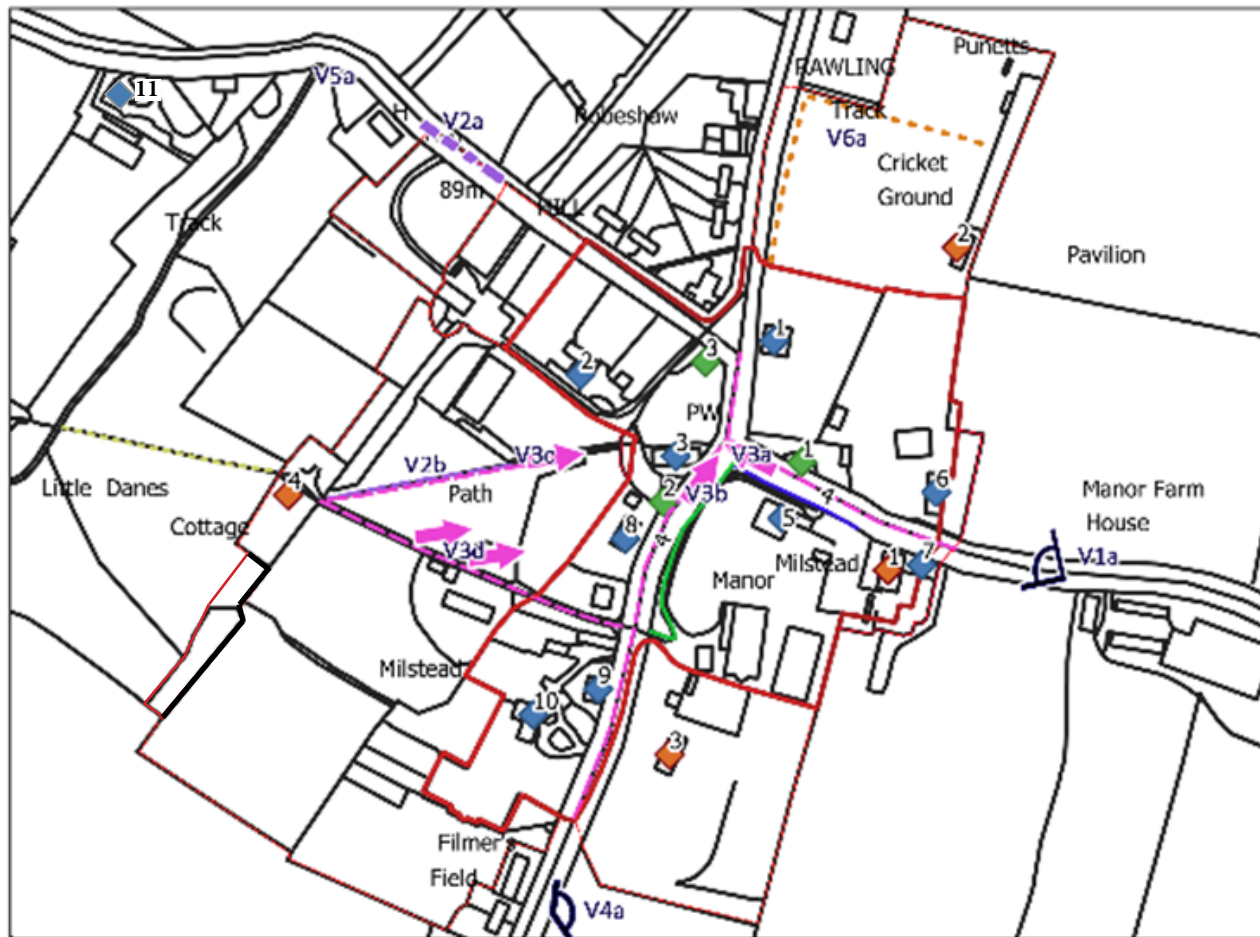 Punetts
RAWLING
V5a
11
H
V2a
Robeshaw
Track
V6a
Cricket
Ground
89m
HILL
Track
2
Pavilion
1
3
2
PW
V3c
3
V3a
1
V2b
Path
4
Little Danes
Cottage
2
V3b
4
6
Manor Farm
House
5
8
4
V3d
7
V1a
1
Milstead
Manor
Milstead
9
10
3
Filmer's
Field
V4a